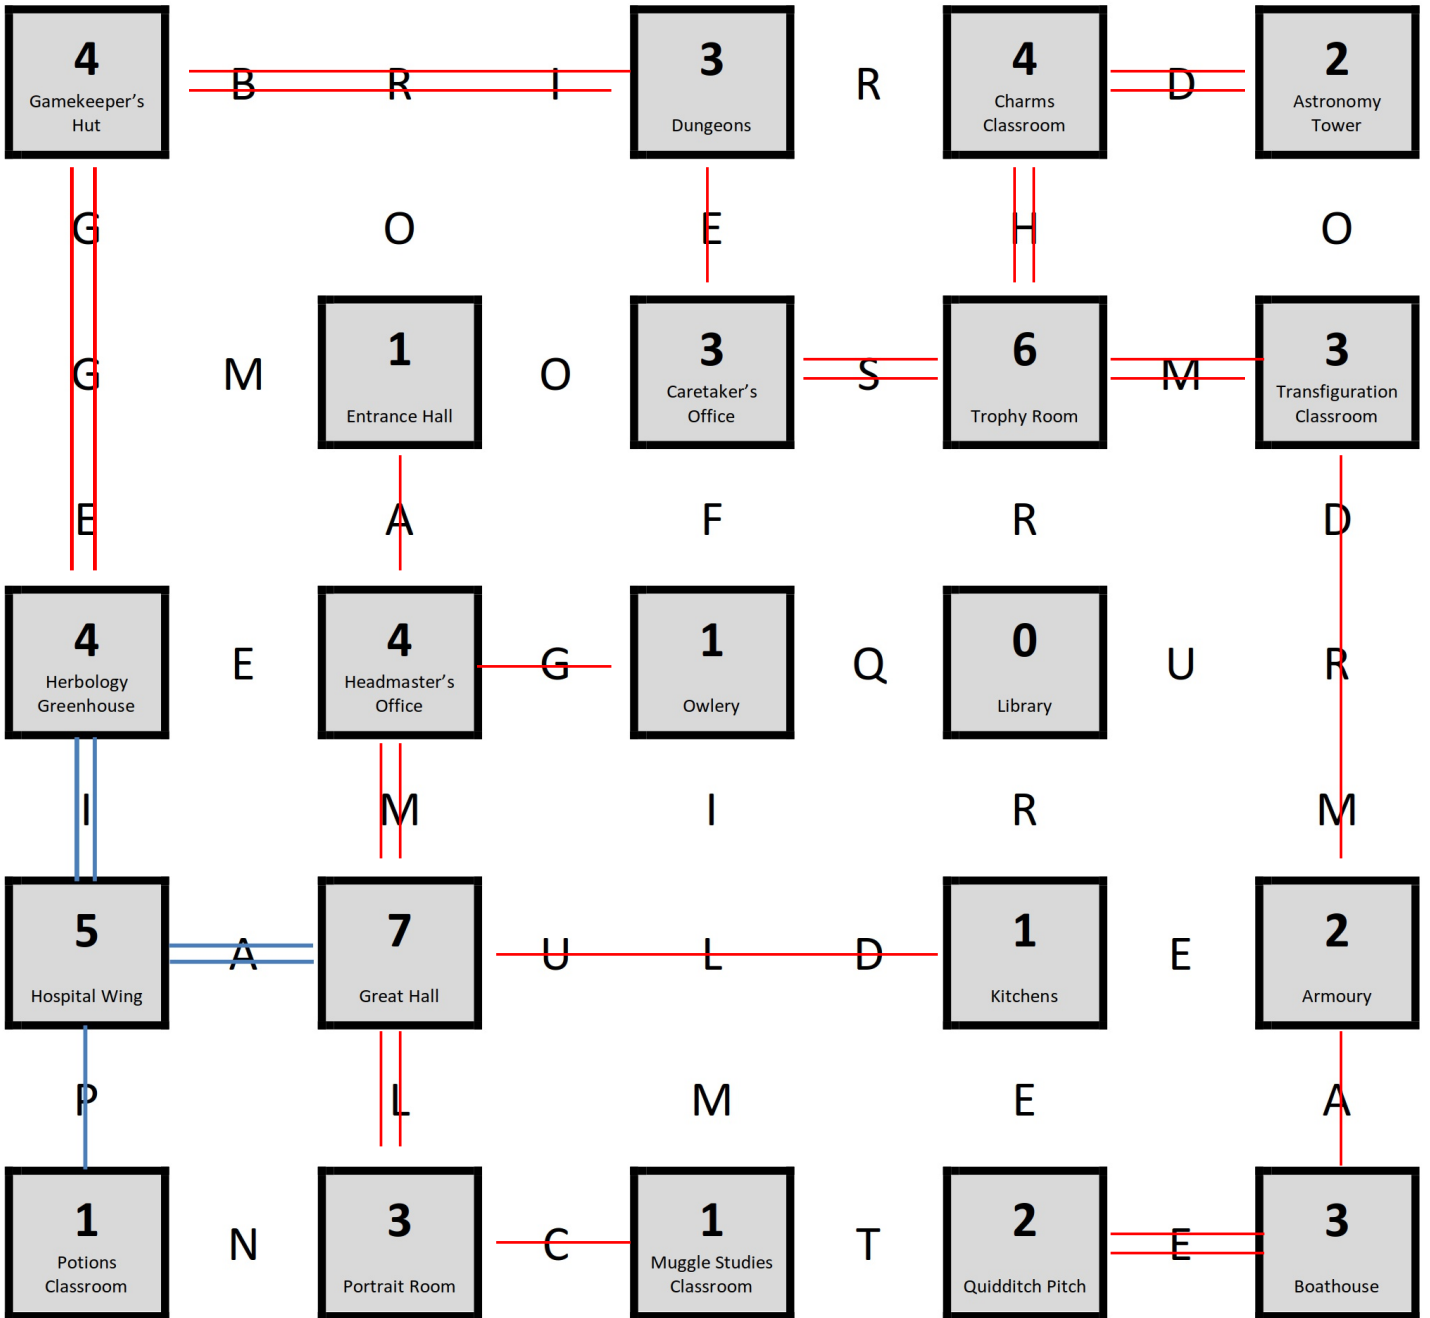 4 B R I 3 R 4 D 2
Gamekeeper’s Hut Dungeons Charms Classroom Astronomy Tower
G O E H O
G M 1 O 3 S 6 M 3
Entrance Hall Caretaker’s Office Trophy Room Transfiguration Classroom
E A F R D
4 E 4 G 1 Q 0 U R
Herbology Greenhouse Headmaster’s Office Owlery Library
I M I R M
5 A 7 U L D 1 E 2
Hospital Wing Great Hall Kitchens Armoury
P L M E A
1 N 3 C 1 T 2 E 3
Potions Classroom Portrait Room Muggle Studies Classroom Quidditch Pitch Boathouse